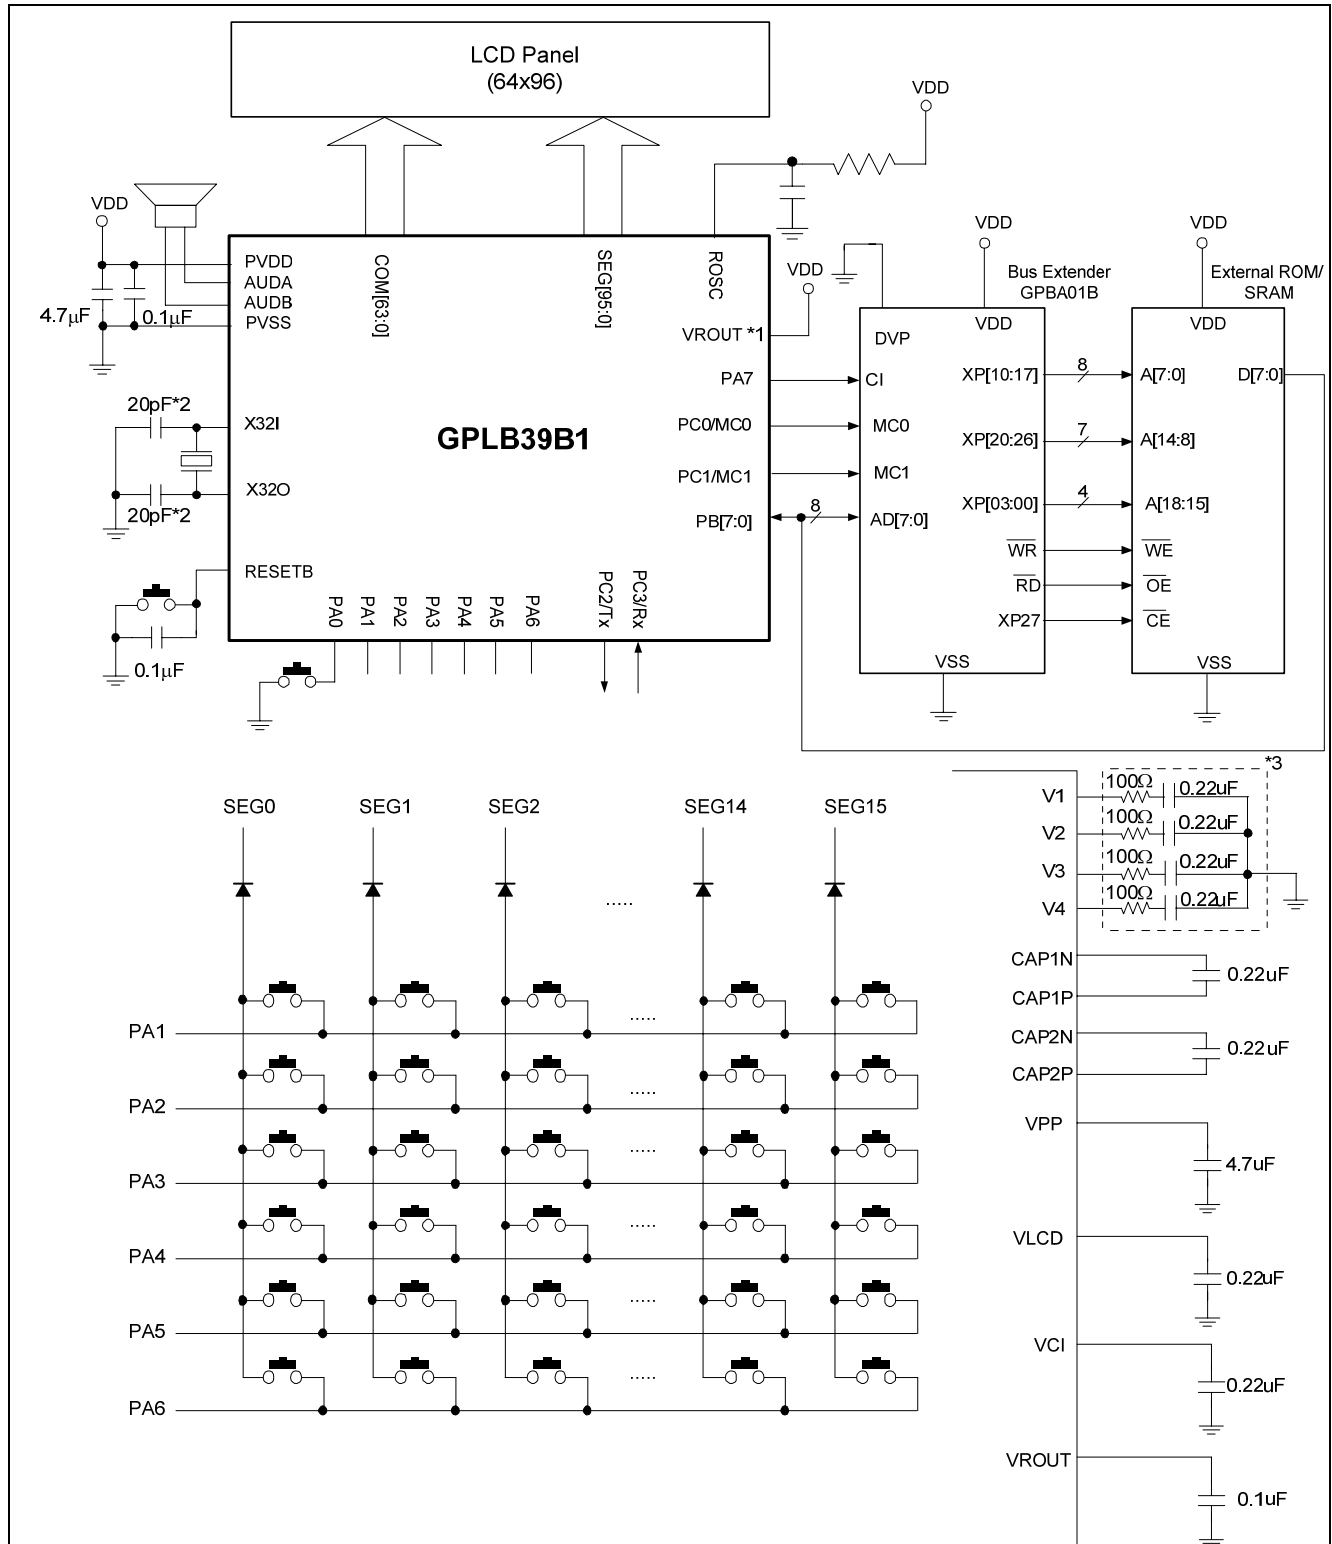 LCD Panel
(64x96)
VDD
VDD
PVDD
AUDA
AUDB
PVSS
4.7μF
0.1μF
COM[63:0]
SEG[95:0]
ROSC
VDD
VROUT *1
PA7
PC0/MC0
PC1/MC1
PB[7:0]
GPLB39B1
20pF*2
X32I
X32O
20pF*2
RESETB
0.1μF
PA0
PA1
PA2
PA3
PA4
PA5
PA6
PC2/Tx
PC3/Rx
8
VDD
Bus Extender
GPBA01B
VDD
DVP
CI
MC0
MC1
AD[7:0]
XP[10:17]
XP[20:26]
XP[03:00]
WR
RD
XP27
VSS
8
7
4
VDD
External ROM/
SRAM
VDD
A[7:0]
D[7:0]
A[14:8]
A[18:15]
WE
OE
CE
VSS
SEG0
SEG1
SEG2
SEG14
SEG15
.....
PA1
.....
PA2
.....
PA3
.....
PA4
.....
PA5
.....
PA6
.....
*3
V1
100Ω
0.22uF
V2
100Ω
0.22uF
V3
100Ω
0.22uF
V4
100Ω
0.22uF
CAP1N
0.22uF
CAP1P
CAP2N
0.22uF
CAP2P
VPP
4.7uF
VLCD
0.22uF
VCI
0.22uF
VROUT
0.1uF